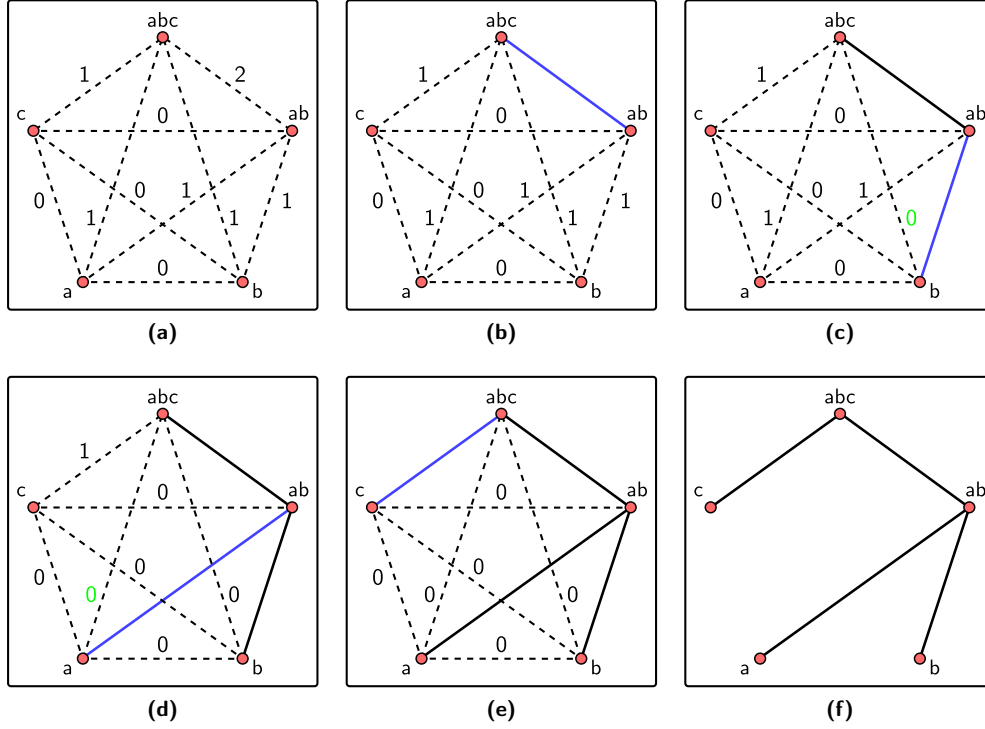 abc abc abc
1 2 1 1
c 0 ab c 0 ab c 0 ab
0 0 1 1 0 0 1 1 0 0 1
1 1 1 1 1 0
0 0 0
a b a b a b
(a) (b) (c)
abc abc abc
1
c 0 ab c 0 ab c ab
0 0 0 0
0 0 0 0
0 0
a b a b a b
(d) (e) (f)